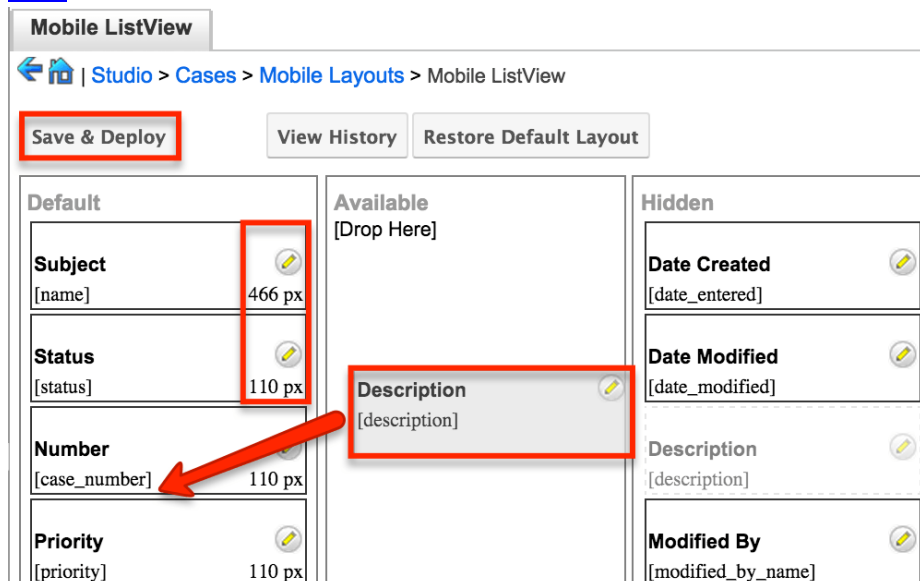 Mobile ListView
| Studio > Cases > Mobile Layouts > Mobile ListView
Save & Deploy
View History
Restore Default Layout
Default
Subject
[name]
466 px
Status
[status]
110 px
Number
[case_number]
110 px
Priority
[priority]
110 px
Available
[Drop Here]
Description
[description]
Hidden
Date Created
[date_entered]
Date Modified
[date_modified]
Description
[description]
Modified By
[modified_by_name]